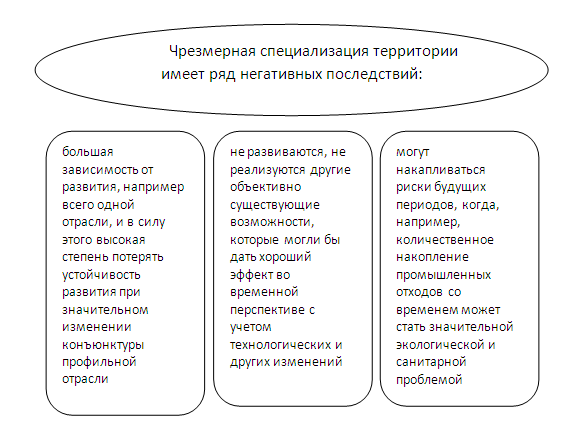 Чрезмерная специализация территории
имеет ряд негативных последствий:
большая
зависимость от
развития, например
всего одной
отрасли, и в силу
этого высокая
степень потерять
устойчивость
развития при
значительном
изменении
конъюнктуры
профильной
отрасли
не развиваются, не
реализуются другие
объективно
существующие
возможности,
которые могли бы
дать хороший
эффект во
временной
перспективе с
учетом
технологических и
других изменений
могут
накапливаться
риски будущих
периодов, когда,
например,
количественное
накопление
промышленных
отходов со
временем может
стать значительной
экологической и
санитарной
проблемой